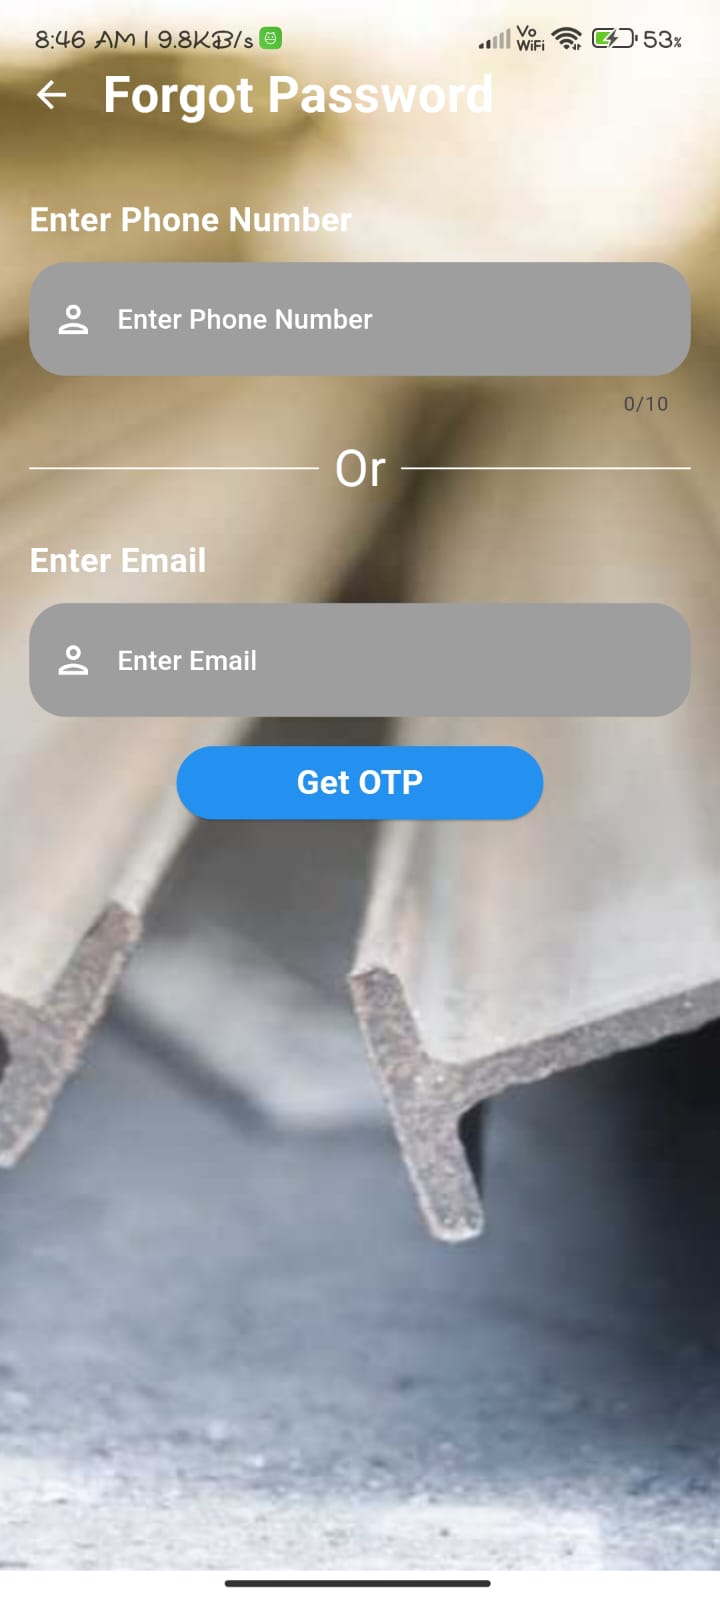 8:46 AM | 9.8KB/s
Vo WiFi
53%
Forgot Password
Enter Phone Number
Enter Phone Number
0/10
Or
Enter Email
Enter Email
Get OTP